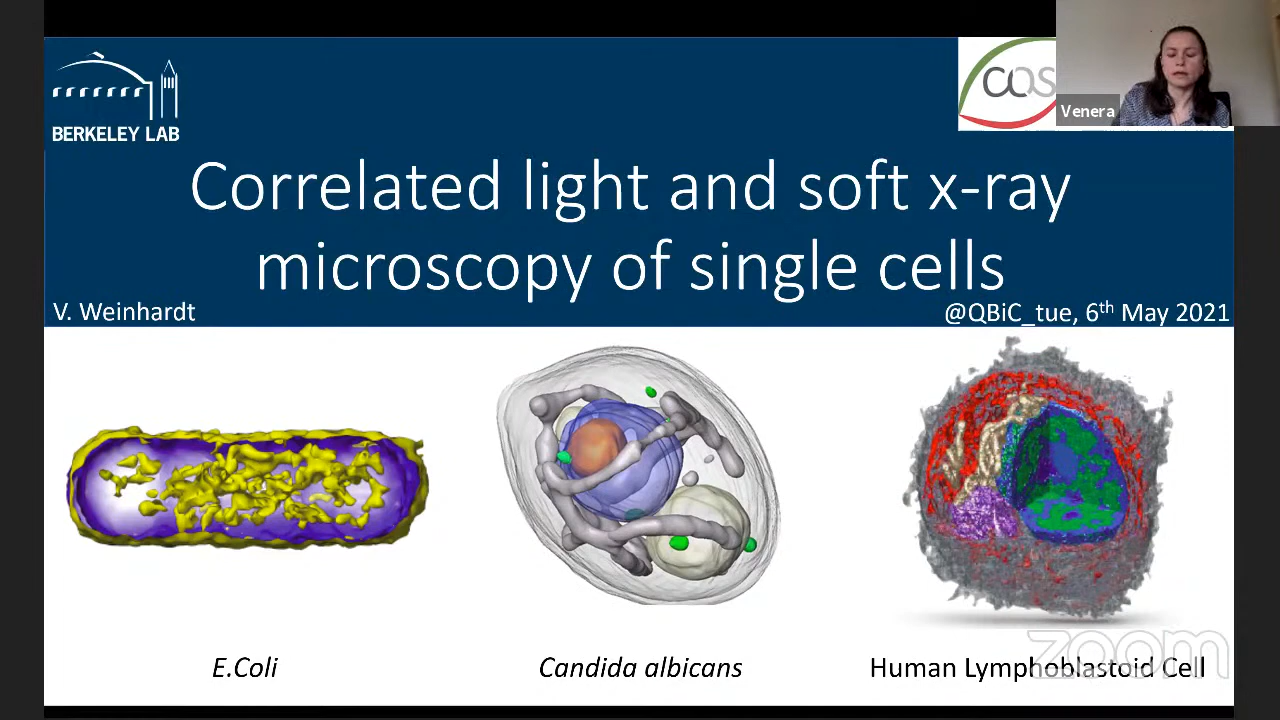 BERKELEY LAB
COS
Venera
Correlated light and soft x-ray
microscopy of single cells
V. Weinhardt
@QBiC_tue, 6th May 2021
E.Coli
Candida albicans
Human Lymphoblastoid Cell
zoom